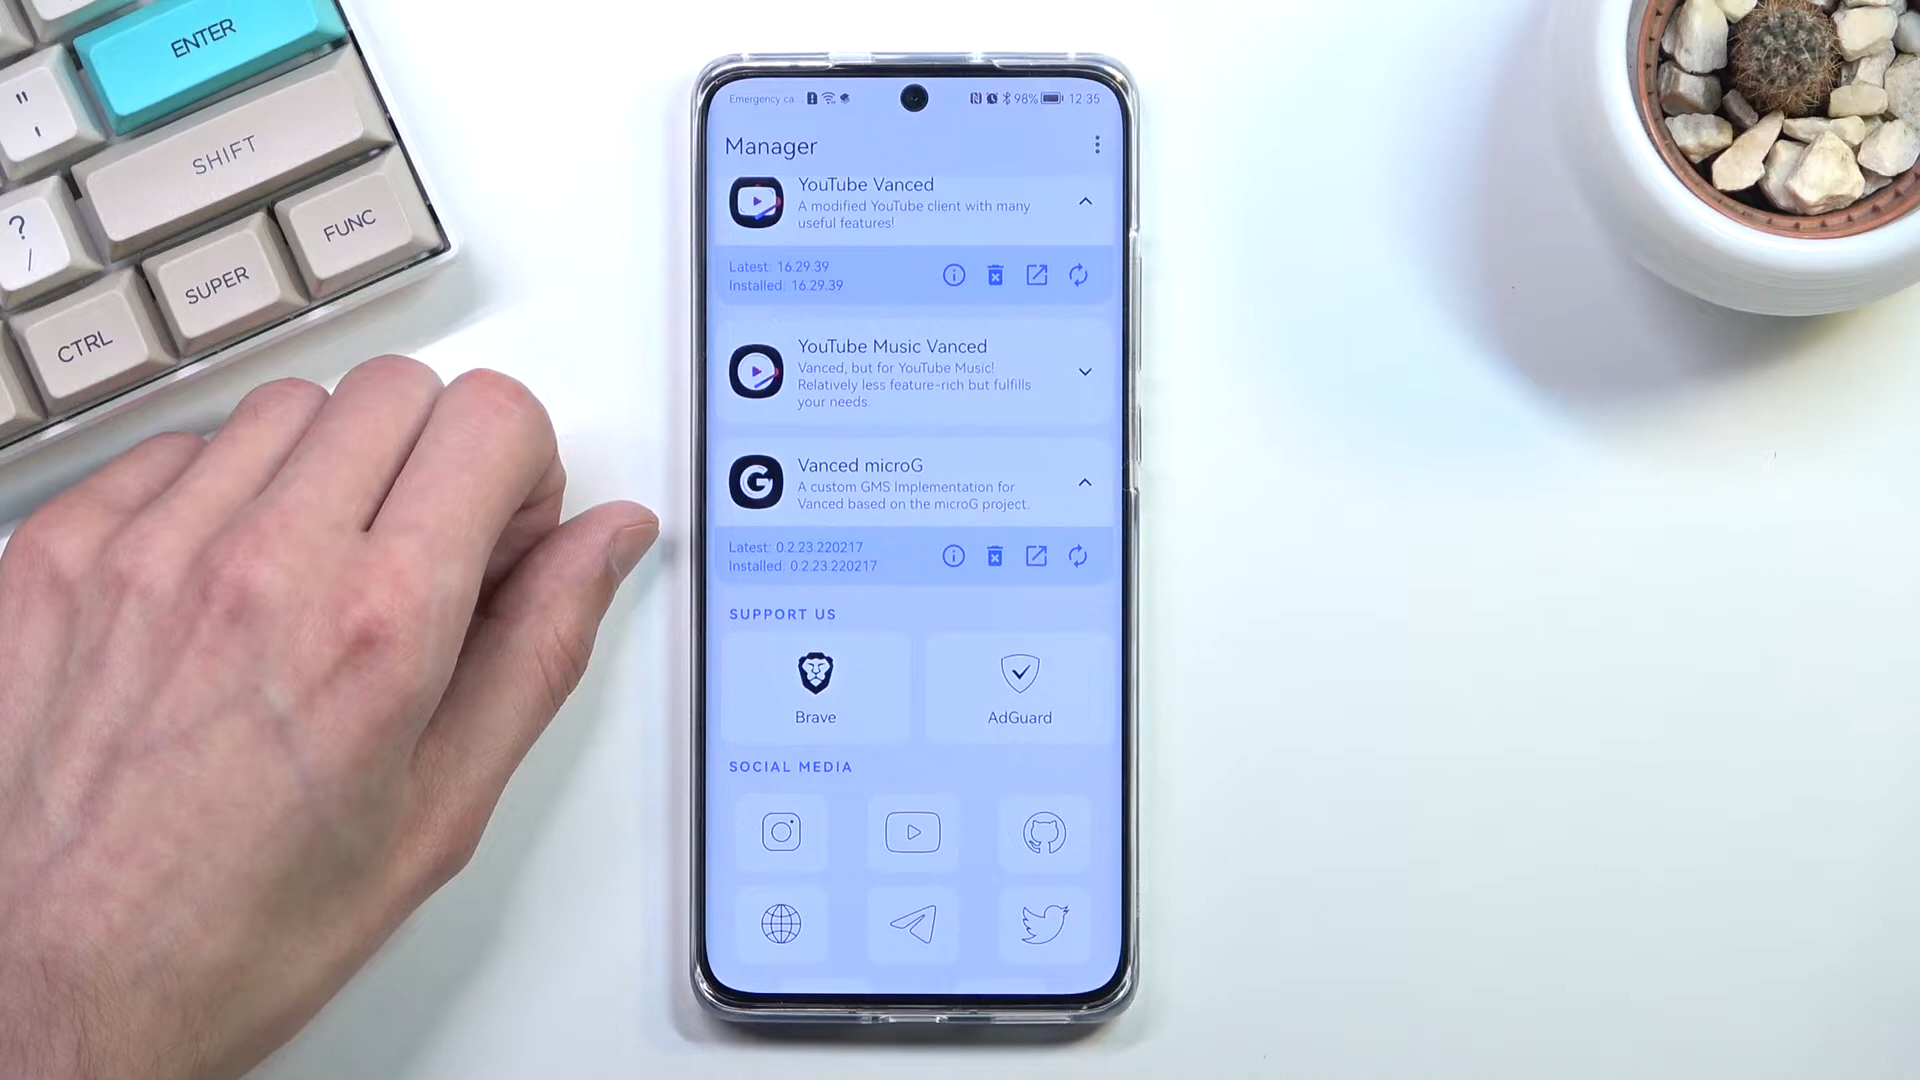 ENTER
"
'
SHIFT
?
/
FUNC
SUPER
CTRL
Emergency ca... 98% 12:35
Manager
YouTube Vanced
A modified YouTube client with many
useful features!
Latest: 16.29.39
Installed: 16.29.39
YouTube Music Vanced
Vanced, but for YouTube Music!
Relatively less feature-rich but fulfills
your needs.
Vanced microG
A custom GMS Implementation for
Vanced based on the microG project.
Latest: 0.2.23.220217
Installed: 0.2.23.220217
SUPPORT US
Brave
AdGuard
SOCIAL MEDIA